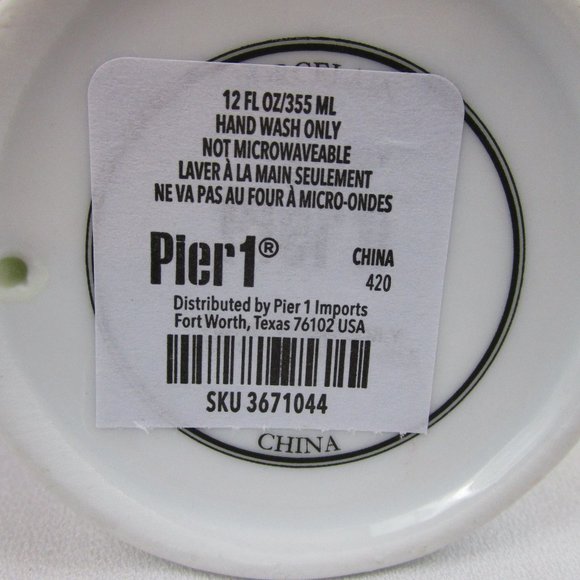 12 FL OZ/355 ML
HAND WASH ONLY
NOT MICROWAVEABLE
LAVER À LA MAIN SEULEMENT
NE VA PAS AU FOUR À MICRO-ONDES
Pier1®
CHINA
420
Distributed by Pier 1 Imports
Fort Worth, Texas 76102 USA
SKU 3671044
CHINA